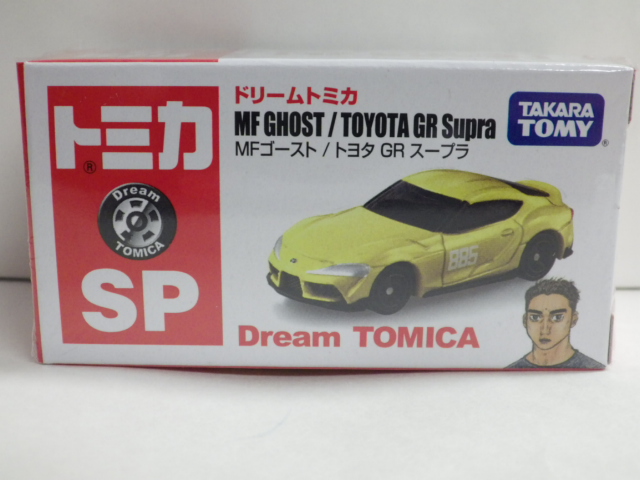 トミカ
®
Dream
TOMICA
SP
ドリームトミカ
MF GHOST / TOYOTA GR Supra
MFゴースト / トヨタ GR スープラ
TAKARA
TOMY®
885
Dream TOMICA